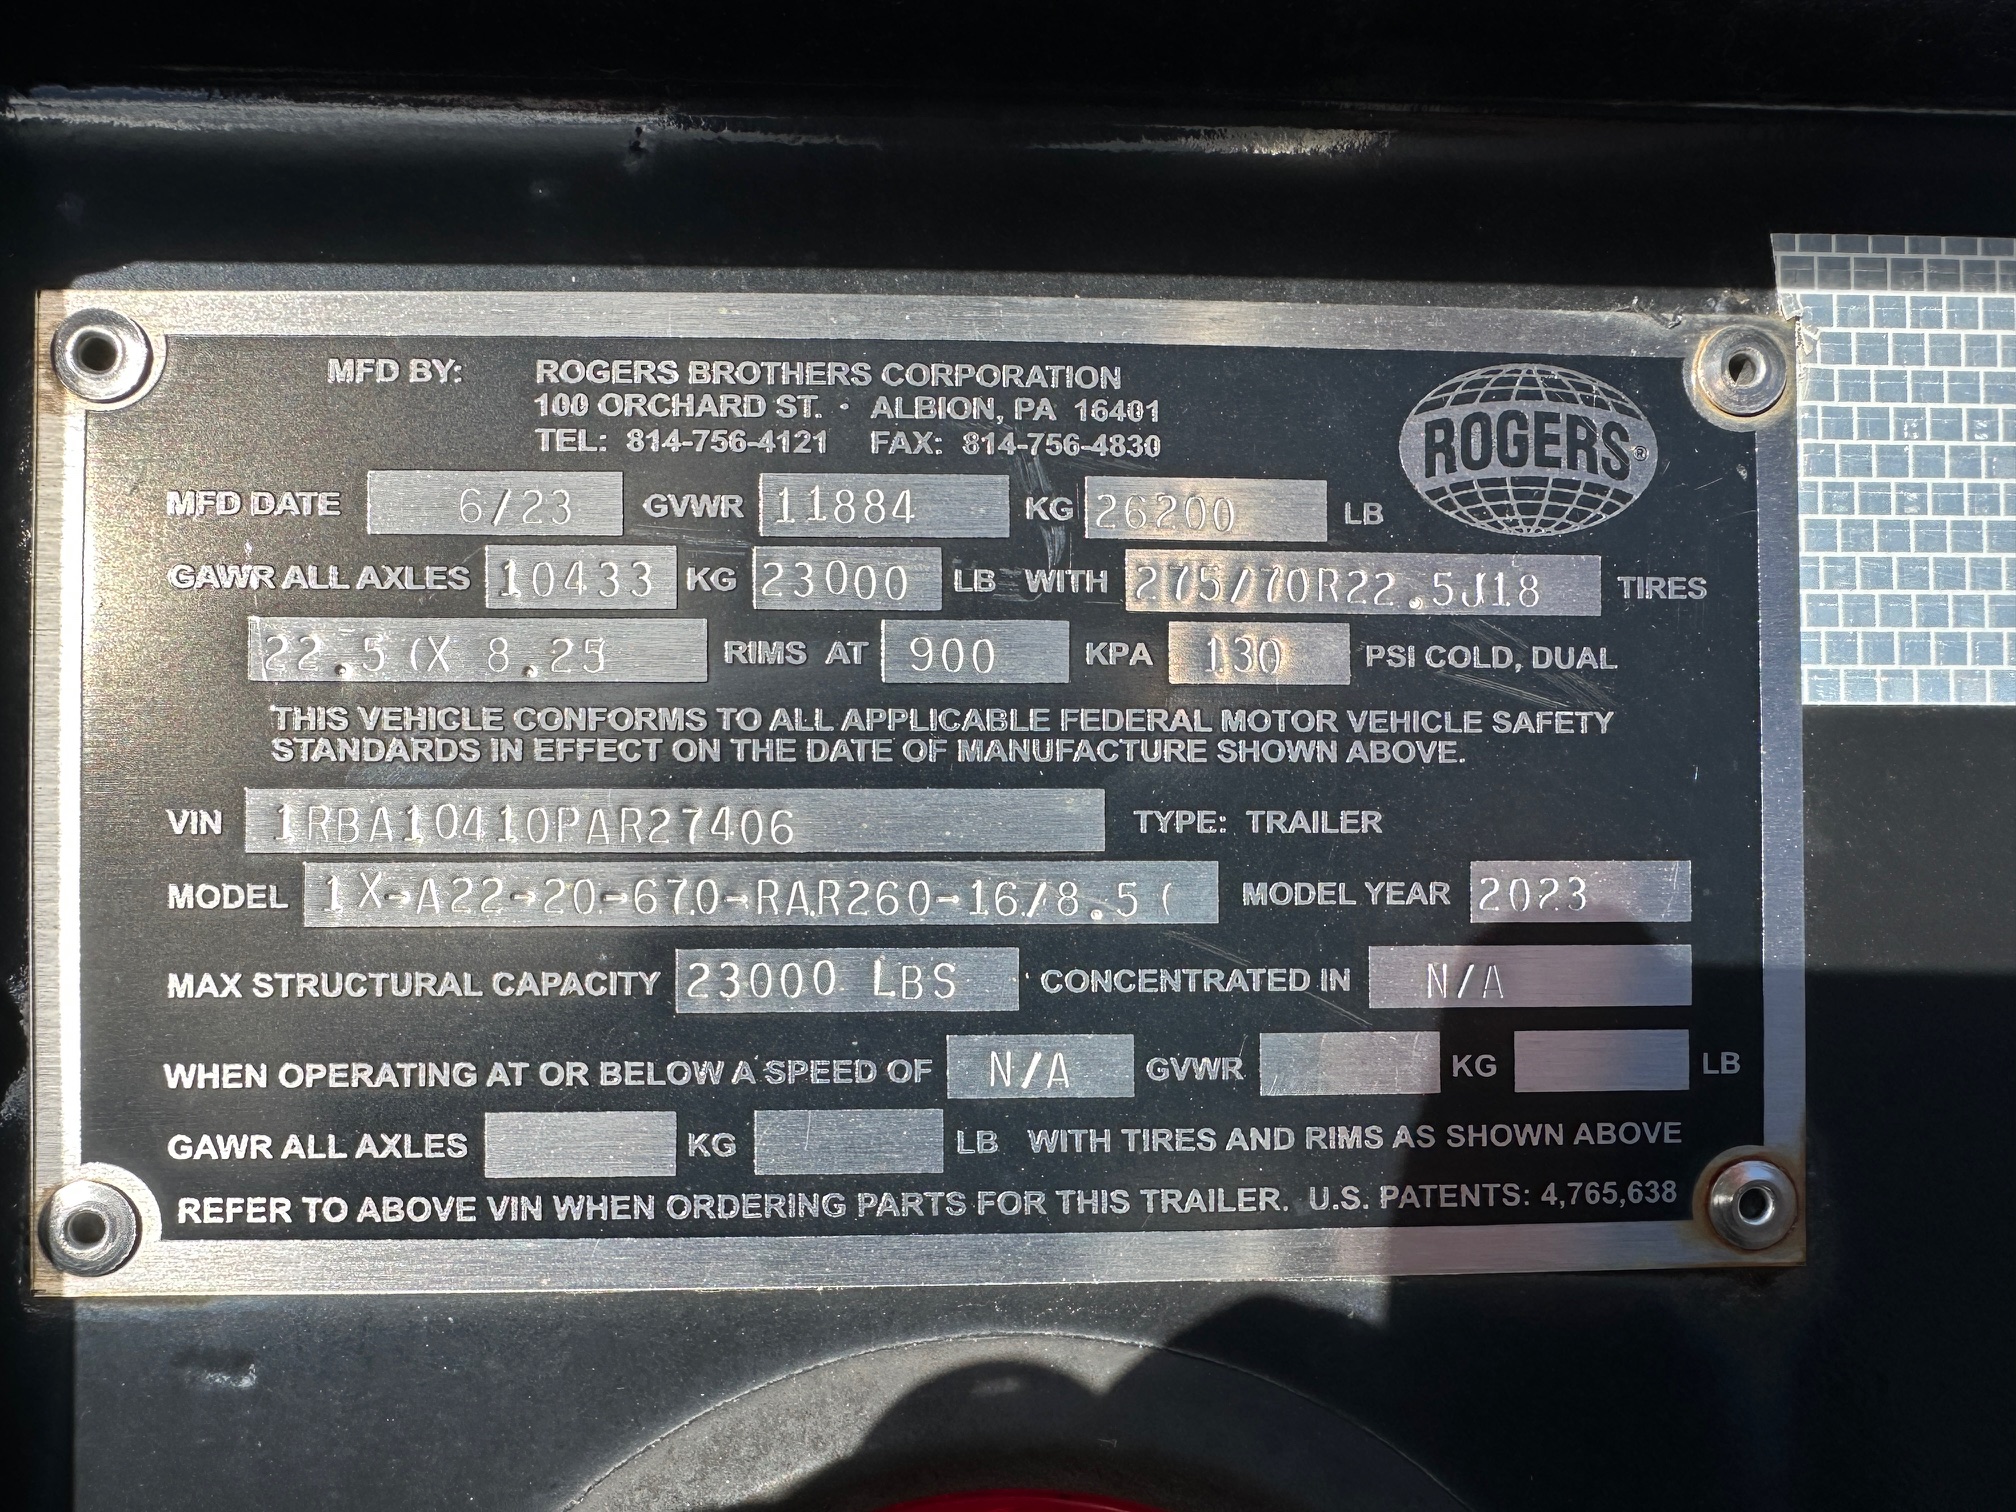 MFD BY: ROGERS BROTHERS CORPORATION
100 ORCHARD ST. · ALBION, PA 16401
TEL: 814-756-4121 FAX: 814-756-4830
ROGERS®
MFD DATE 6/23 GVWR 11884 KG 26200 LB
GAWR ALL AXLES 10433 KG 23000 LB WITH 275/70R22.5J18 TIRES
22.5 (X 8.25 RIMS AT 900 KPA 130 PSI COLD, DUAL
THIS VEHICLE CONFORMS TO ALL APPLICABLE FEDERAL MOTOR VEHICLE SAFETY
STANDARDS IN EFFECT ON THE DATE OF MANUFACTURE SHOWN ABOVE.
VIN 1RBA10410PAR27406 TYPE: TRAILER
MODEL 1X-A22-20-670-RAR260-16/8.5( MODEL YEAR 2023
MAX STRUCTURAL CAPACITY 23000 LBS CONCENTRATED IN N/A
WHEN OPERATING AT OR BELOW A SPEED OF N/A GVWR KG LB
GAWR ALL AXLES KG LB WITH TIRES AND RIMS AS SHOWN ABOVE
REFER TO ABOVE VIN WHEN ORDERING PARTS FOR THIS TRAILER. U.S. PATENTS: 4,765,638